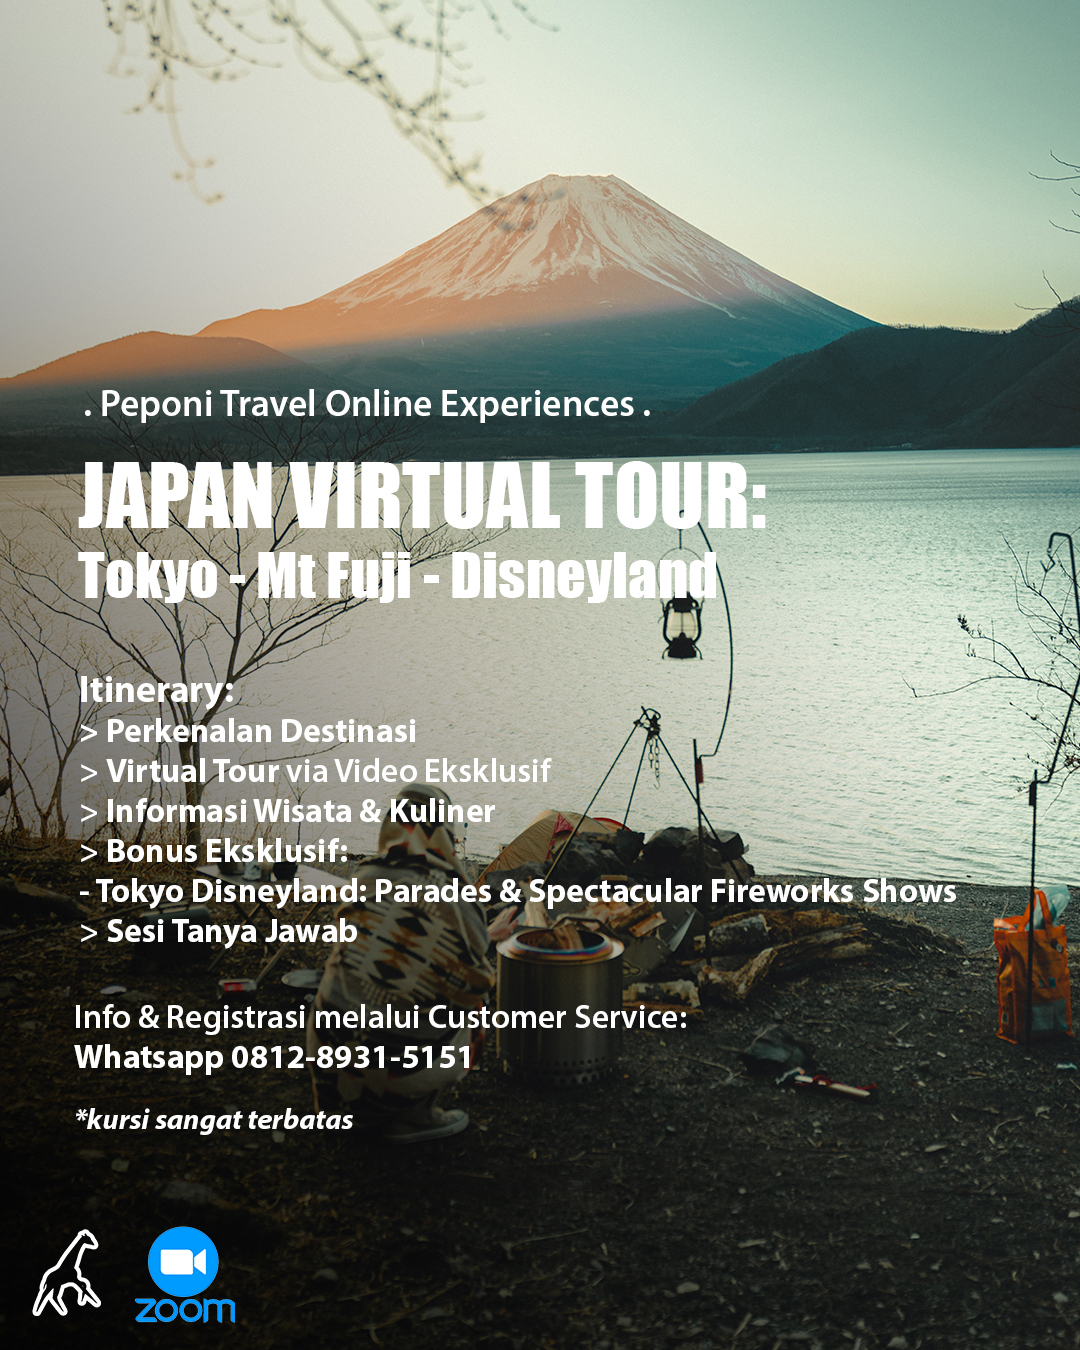 . Peponi Travel Online Experiences .
JAPAN VIRTUAL TOUR:
Tokyo - Mt Fuji - Disneyland
Itinerary:
> Perkenalan Destinasi
> Virtual Tour via Video Eksklusif
> Informasi Wisata & Kuliner
> Bonus Eksklusif:
- Tokyo Disneyland: Parades & Spectacular Fireworks Shows
> Sesi Tanya Jawab
Info & Registrasi melalui Customer Service:
Whatsapp 0812-8931-5151
*kursi sangat terbatas
zoom